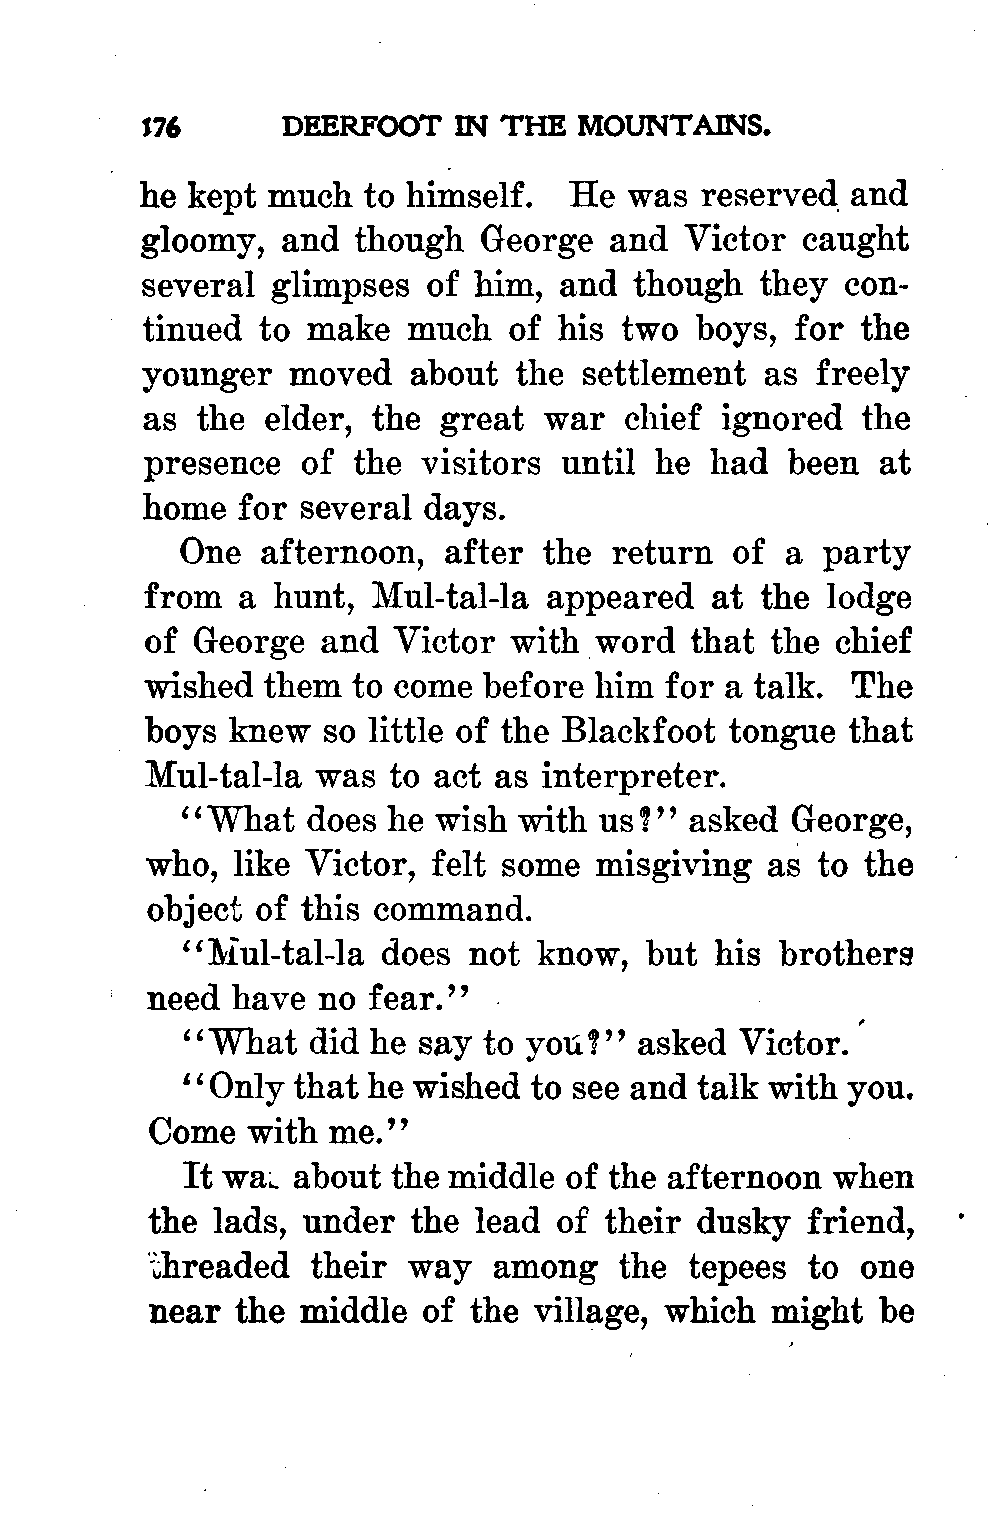 176 DEERFOOT IN THE MOUNTAINS.
he kept much to himself. He was reserved and
gloomy, and though George and Victor caught
several glimpses of him, and though they con-
tinued to make much of his two boys, for the
younger moved about the settlement as freely
as the elder, the great war chief ignored the
presence of the visitors until he had been at
home for several days.
One afternoon, after the return of a party
from a hunt, Mul-tal-la appeared at the lodge
of George and Victor with word that the chief
wished them to come before him for a talk. The
boys knew so little of the Blackfoot tongue that
Mul-tal-la was to act as interpreter.
"What does he wish with us?" asked George,
who, like Victor, felt some misgiving as to the
object of this command.
"Mul-tal-la does not know, but his brothers
need have no fear."
"What did he say to you?" asked Victor.
"Only that he wished to see and talk with you.
Come with me."
It was about the middle of the afternoon when
the lads, under the lead of their dusky friend,
threaded their way among the tepees to one
near the middle of the village, which might be